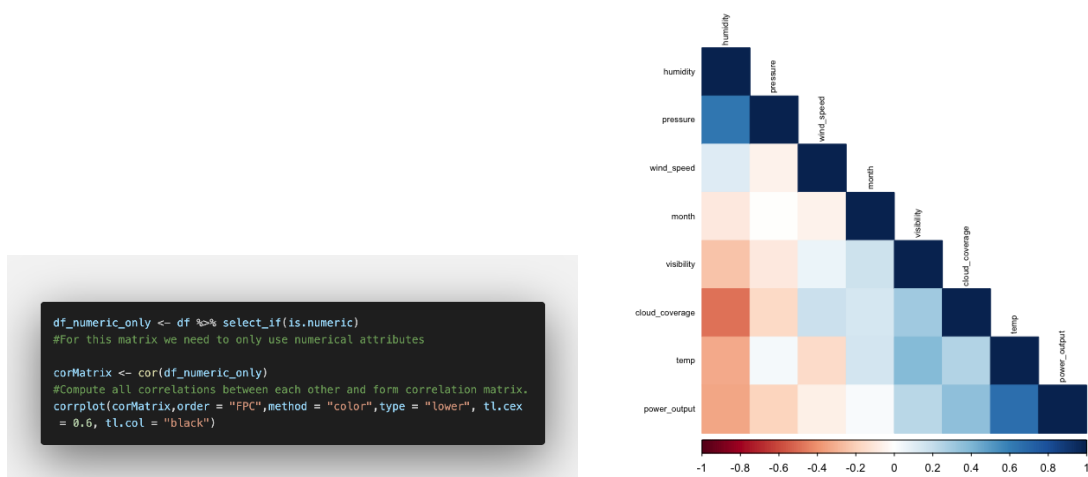 df_numeric_only <- df %>% select_if(is.numeric)
#For this matrix we need to only use numerical attributes
corMatrix <- cor(df_numeric_only)
#Compute all correlations between each other and form correlation matrix.
corrplot(corMatrix,order = "FPC",method = "color",type = "lower", tl.cex
= 0.6, tl.col = "black")
humidity
pressure
wind_speed
month
visibility
cloud_coverage
temp
power_output
humidity
pressure
wind_speed
month
visibility
cloud_coverage
temp
power_output
-1 -0.8 -0.6 -0.4 -0.2 0 0.2 0.4 0.6 0.8 1